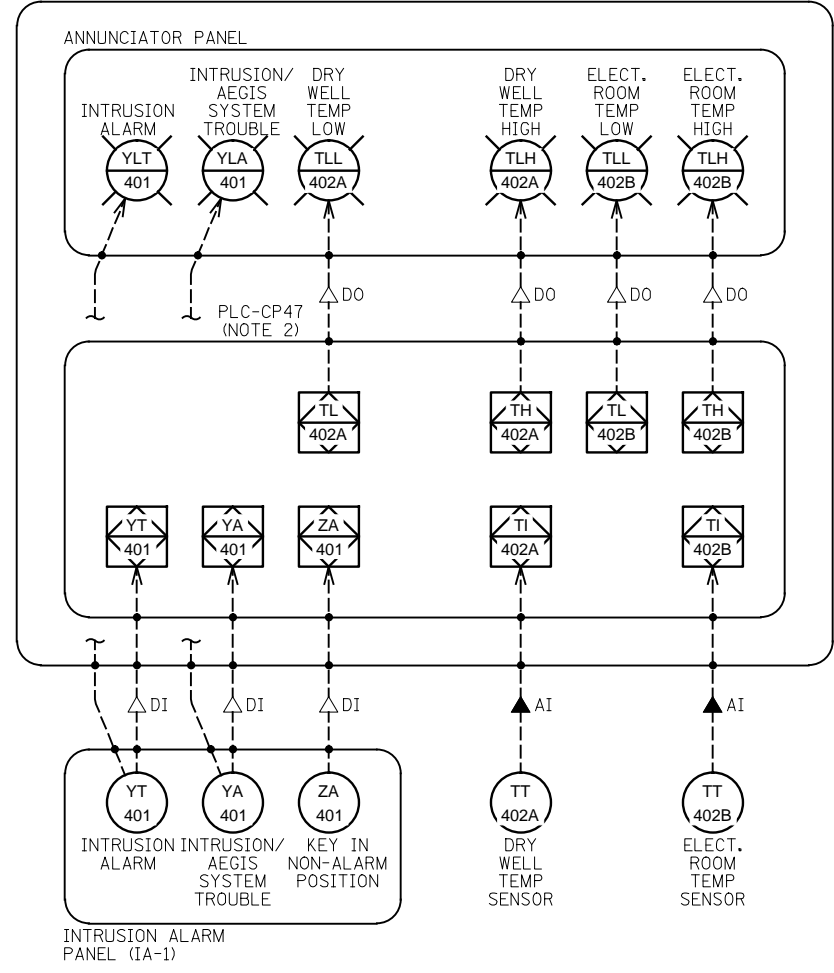 ANNUNCIATOR PANEL
INTRUSION
ALARM
INTRUSION/
AEGIS
SYSTEM
TROUBLE
DRY
WELL
TEMP
LOW
DRY
WELL
TEMP
HIGH
ELECT.
ROOM
TEMP
LOW
ELECT.
ROOM
TEMP
HIGH
YLT
401
YLA
401
TLL
402A
TLH
402A
TLL
402B
TLH
402B
DO
DO
DO
DO
PLC-CP47
(NOTE 2)
TL
402A
TH
402A
TL
402B
TH
402B
YT
401
YA
401
ZA
401
TI
402A
TI
402B
DI
DI
DI
AI
AI
YT
401
YA
401
ZA
401
TT
402A
TT
402B
INTRUSION
ALARM
INTRUSION/
AEGIS
SYSTEM
TROUBLE
KEY IN
NON-ALARM
POSITION
DRY
WELL
TEMP
SENSOR
ELECT.
ROOM
TEMP
SENSOR
INTRUSION ALARM
PANEL (IA-1)